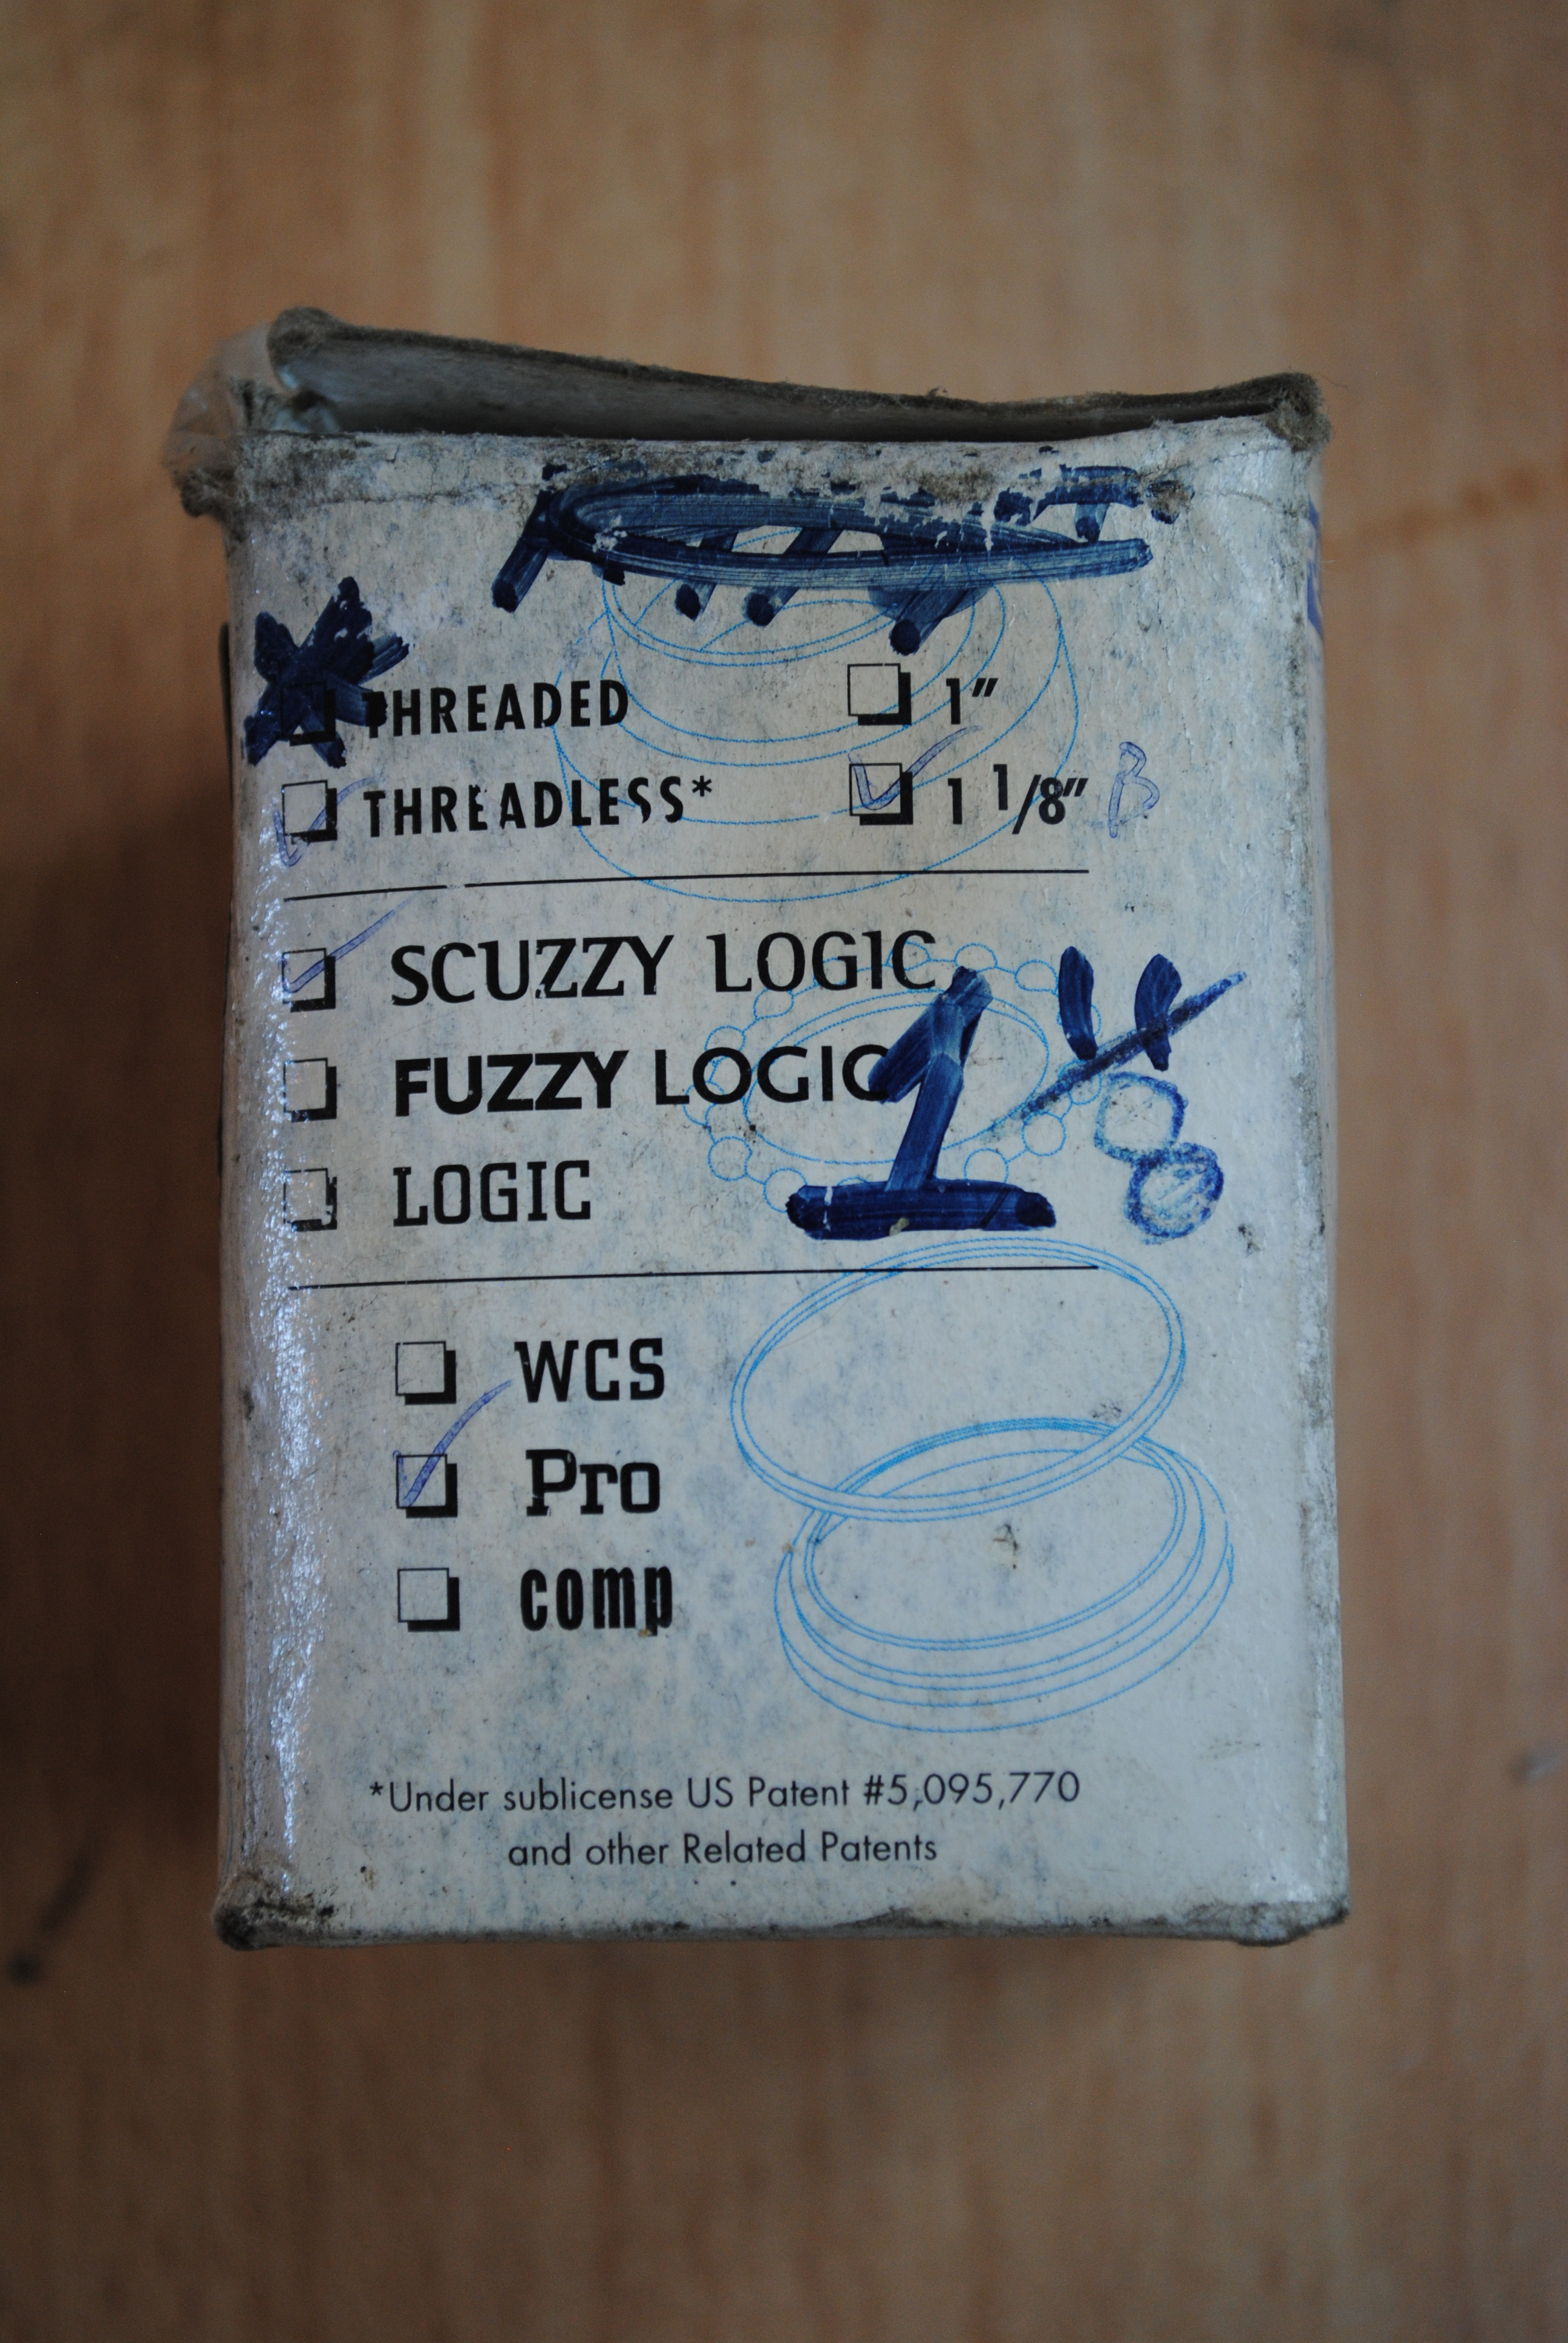 THREADED 1"
THREADLESS* 1 1/8" B
SCUZZY LOGIC
FUZZY LOGIC
1"
8
LOGIC
WCS
Pro
comp
*Under sublicense US Patent #5,095,770
and other Related Patents